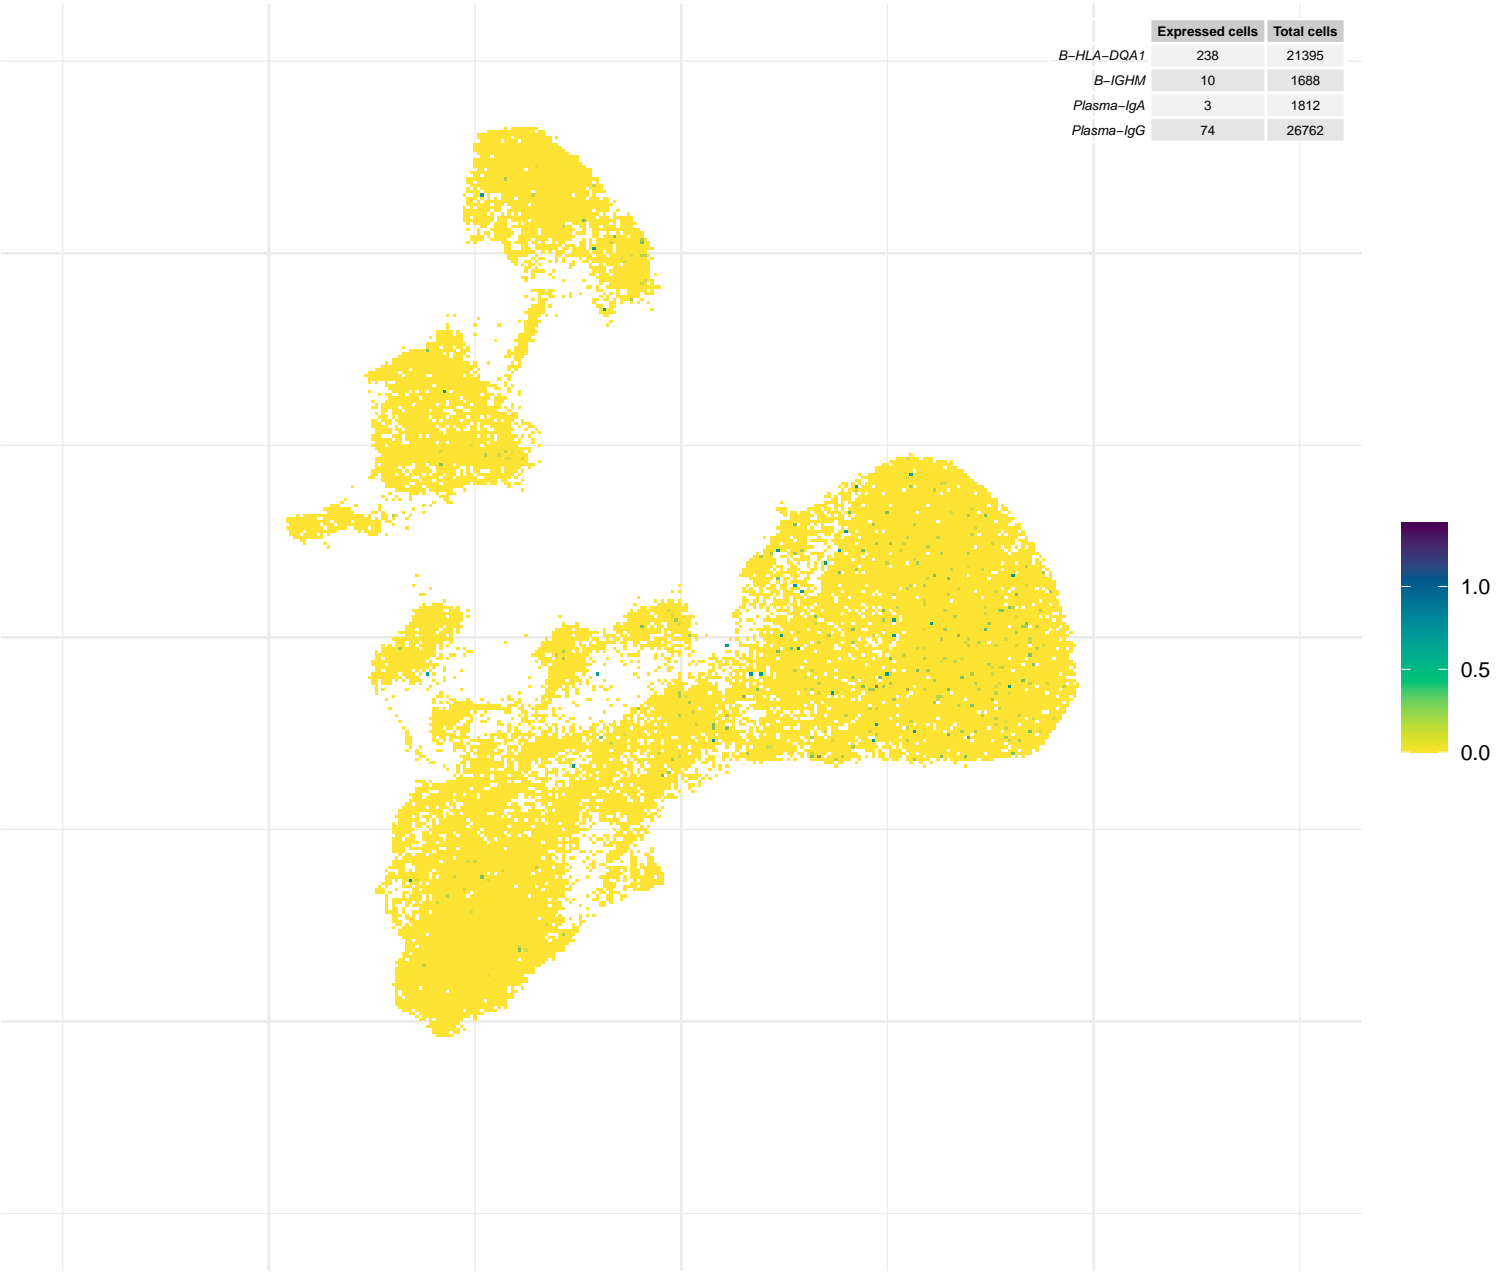 Expressed cells Total cells
B−HLA−DQA1 238 21395
B−IGHM 10 1688
Plasma−IgA 3 1812
Plasma−IgG 74 26762
1.0
0.5
0.0